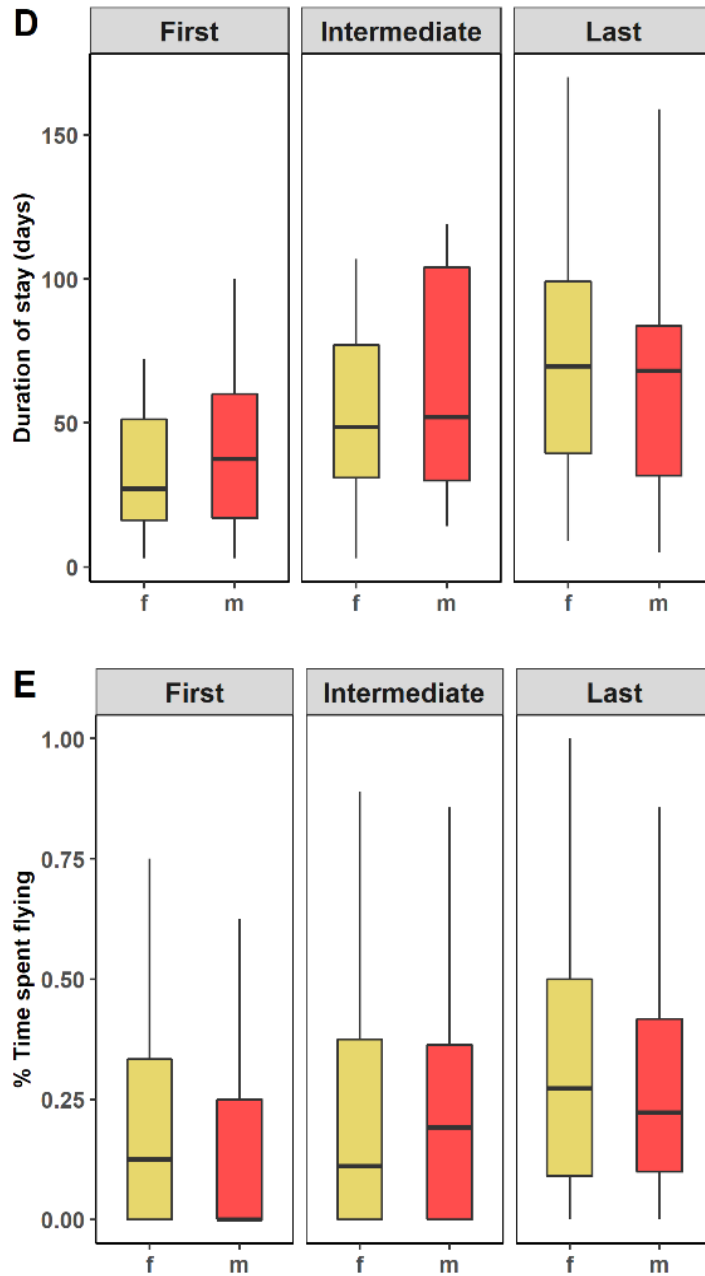 D
First Intermediate Last
Duration of stay (days)
150
100
50
0
f m f m f m
E
First Intermediate Last
% Time spent flying
1.00
0.75
0.50
0.25
0.00
f m f m f m